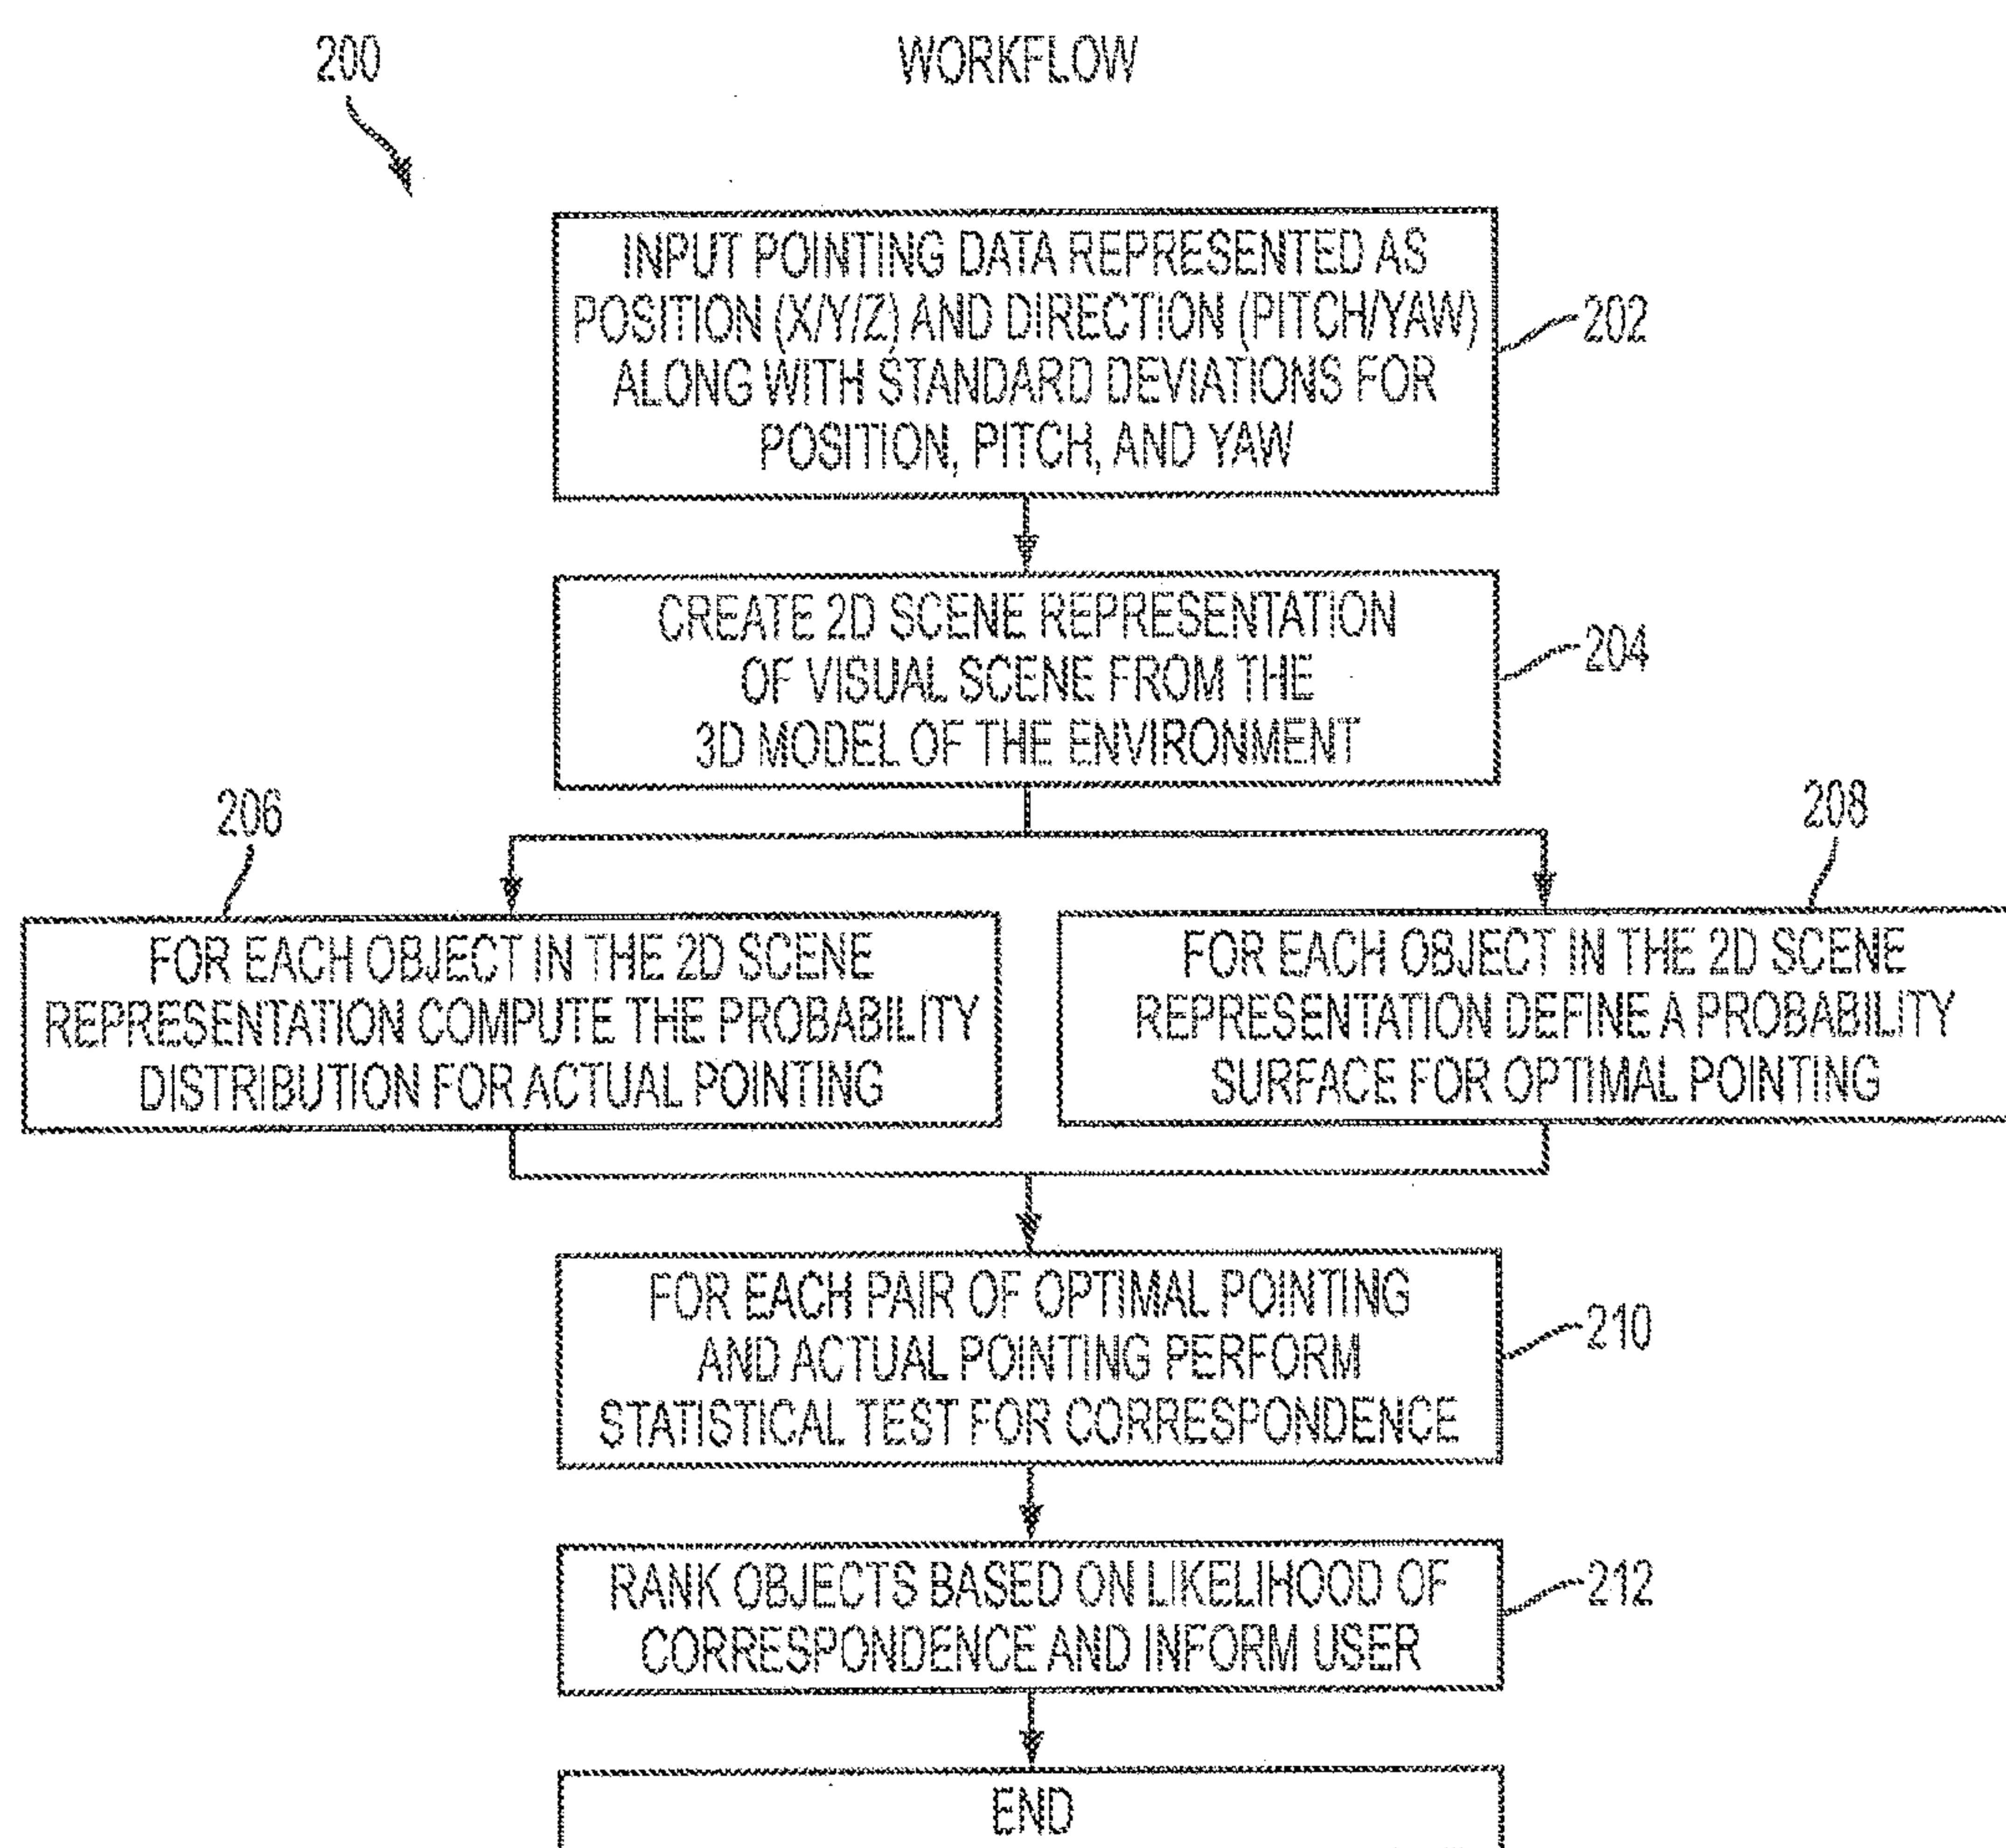 200
WORKFLOW
INPUT POINTING DATA REPRESENTED AS
POSITION (X/Y/Z) AND DIRECTION (PITCH/YAW)
ALONG WITH STANDARD DEVIATIONS FOR
POSITION, PITCH, AND YAW
202
CREATE 2D SCENE REPRESENTATION
OF VISUAL SCENE FROM THE
3D MODEL OF THE ENVIRONMENT
204
206
208
FOR EACH OBJECT IN THE 2D SCENE
REPRESENTATION COMPUTE THE PROBABILITY
DISTRIBUTION FOR ACTUAL POINTING
FOR EACH OBJECT IN THE 2D SCENE
REPRESENTATION DEFINE A PROBABILITY
SURFACE FOR OPTIMAL POINTING
FOR EACH PAIR OF OPTIMAL POINTING
AND ACTUAL POINTING PERFORM
STATISTICAL TEST FOR CORRESPONDENCE
210
RANK OBJECTS BASED ON LIKELIHOOD OF
CORRESPONDENCE AND INFORM USER
212
END